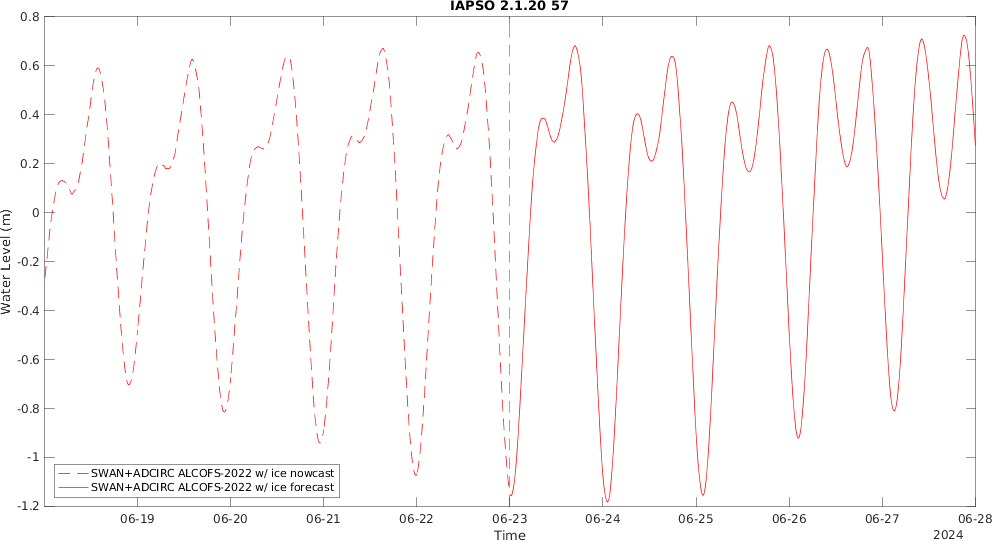 IAPSO 2.1.20 57
0.8
0.6
0.4
0.2
0
-0.2
-0.4
-0.6
-0.8
-1
-1.2
Water Level (m)
SWAN+ADCIRC ALCOFS-2022 w/ ice nowcast
SWAN+ADCIRC ALCOFS-2022 w/ ice forecast
06-19 06-20 06-21 06-22 06-23 06-24 06-25 06-26 06-27 06-28
Time
2024